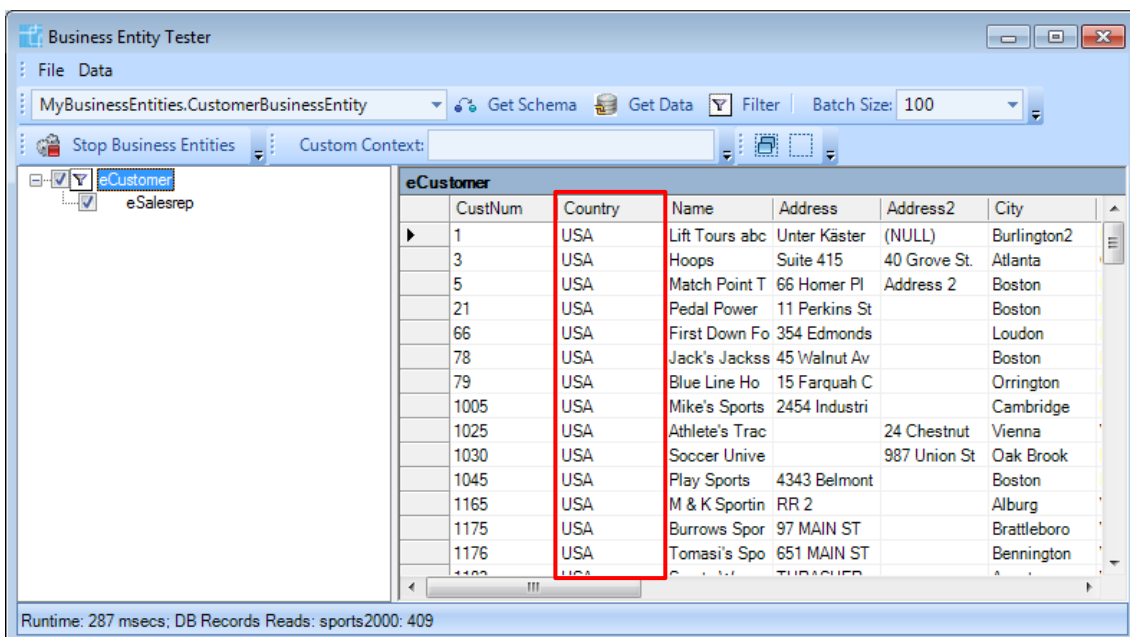 Business Entity Tester
File Data
MyBusinessEntities.CustomerBusinessEntity Get Schema Get Data Filter Batch Size: 100
Stop Business Entities Custom Context:
eCustomer
eSalesrep
eCustomer
CustNum Country Name Address Address2 City
1 USA Lift Tours abc Unter Käster (NULL) Burlington2
3 USA Hoops Suite 415 40 Grove St. Atlanta
5 USA Match Point T 66 Homer Pl Address 2 Boston
21 USA Pedal Power 11 Perkins St Boston
66 USA First Down Fo 354 Edmonds Loudon
78 USA Jack's Jackss 45 Walnut Av Boston
79 USA Blue Line Ho 15 Farquah C Orrington
1005 USA Mike's Sports 2454 Industri Cambridge
1025 USA Athlete's Trac 24 Chestnut Vienna
1030 USA Soccer Unive 987 Union St Oak Brook
1045 USA Play Sports 4343 Belmont Boston
1165 USA M & K Sportin RR 2 Alburg
1175 USA Burrows Spor 97 MAIN ST Brattleboro
1176 USA Tomasi's Spo 651 MAIN ST Bennington
USA
Runtime: 287 msecs; DB Records Reads: sports2000: 409